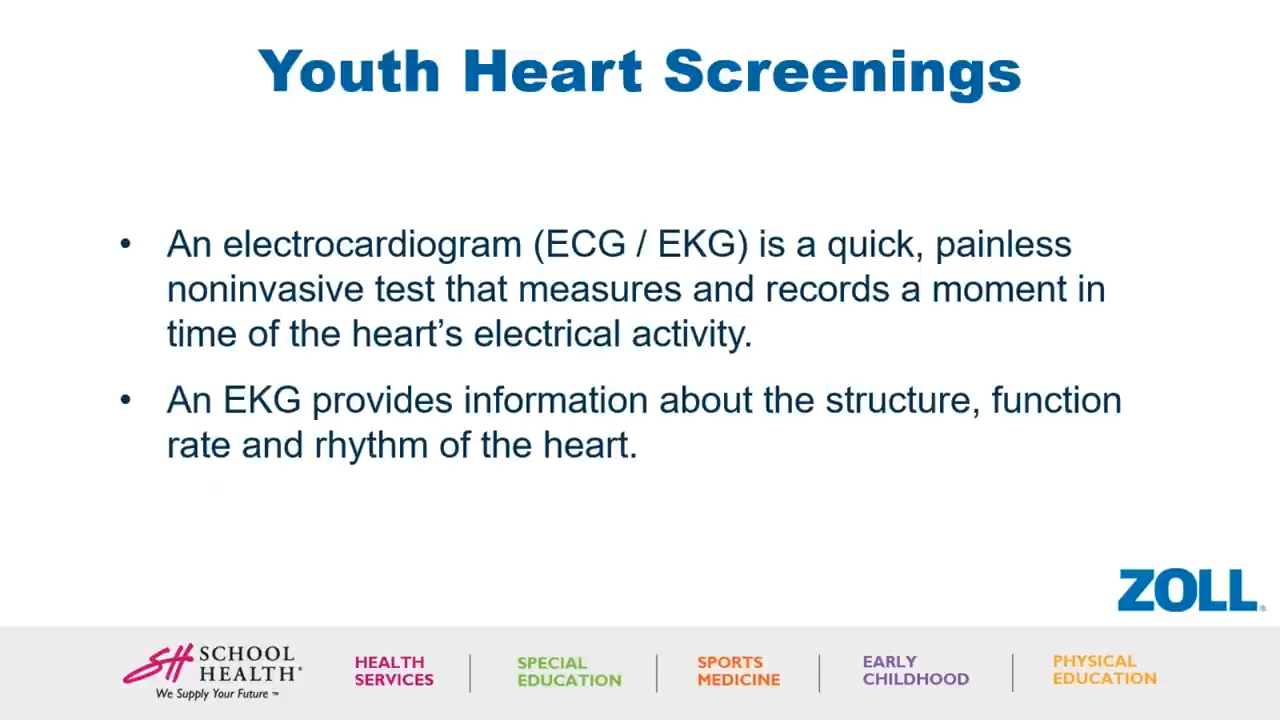 Youth Heart Screenings
• An electrocardiogram (ECG / EKG) is a quick, painless
noninvasive test that measures and records a moment in
time of the heart’s electrical activity.
• An EKG provides information about the structure, function
rate and rhythm of the heart.
ZOLL®
SH SCHOOL HEALTH®
We Supply Your Future ™
HEALTH
SERVICES
SPECIAL
EDUCATION
SPORTS
MEDICINE
EARLY
CHILDHOOD
PHYSICAL
EDUCATION